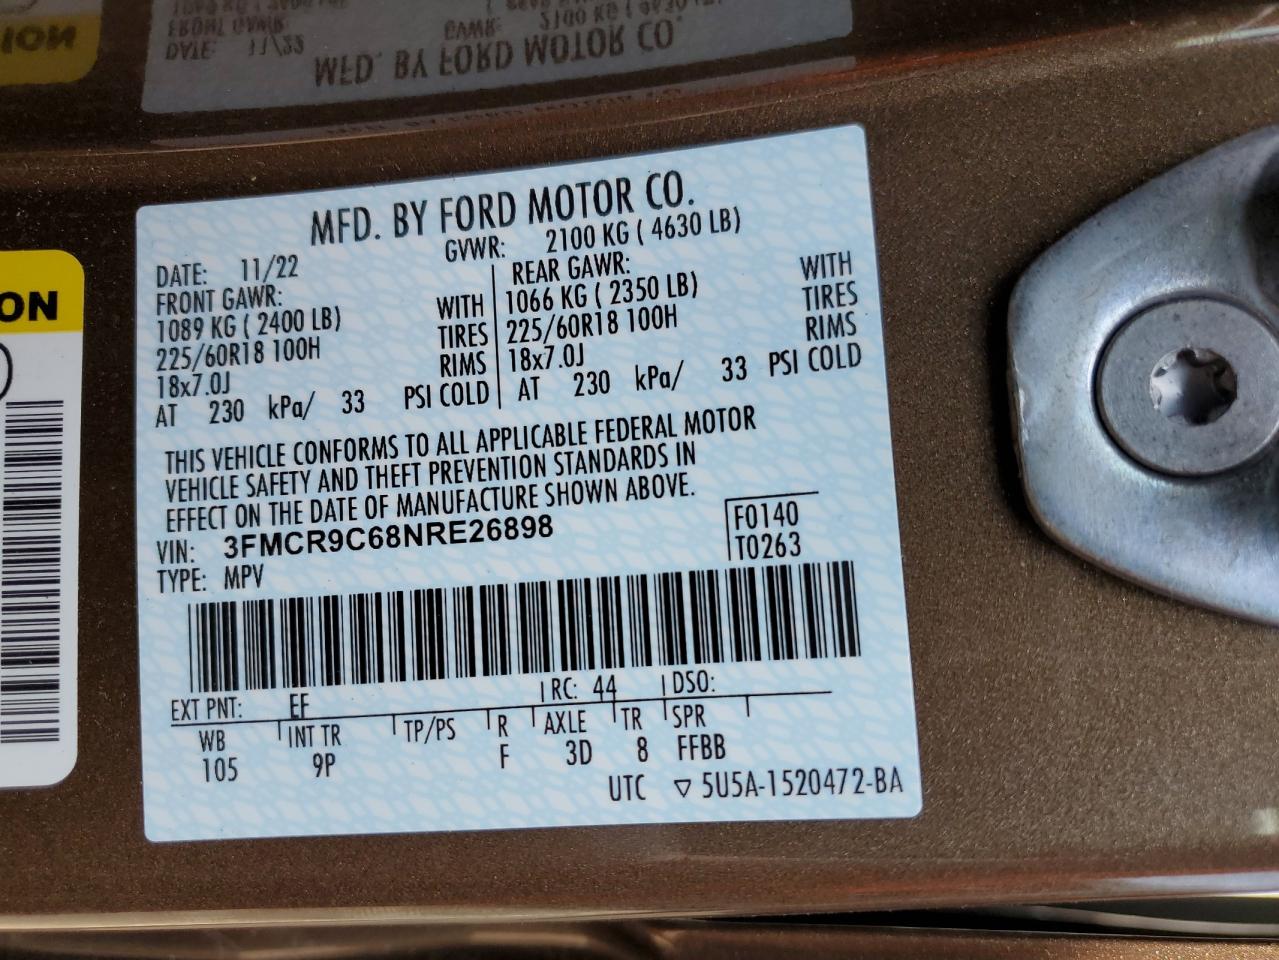 MFD. BY FORD MOTOR CO.
DATE: 11/22
GVWR: 2100 KG ( 4630 LB)
FRONT GAWR:
1089 KG ( 2400 LB) WITH
225/60R18 100H TIRES
18x7.0J RIMS
AT 230 kPa/ 33 PSI COLD
REAR GAWR:
1066 KG ( 2350 LB) WITH
225/60R18 100H TIRES
18x7.0J RIMS
AT 230 kPa/ 33 PSI COLD
THIS VEHICLE CONFORMS TO ALL APPLICABLE FEDERAL MOTOR
VEHICLE SAFETY AND THEFT PREVENTION STANDARDS IN
EFFECT ON THE DATE OF MANUFACTURE SHOWN ABOVE.
VIN: 3FMCR9C68NRE26898
TYPE: MPV
F0140
T0263
EXT PNT: EF RC: 44 DSO:
WB INT TR TP/PS R AXLE TR SPR
105 9P F 3D 8 FFBB
UTC ▽ 5U5A-1520472-BA
ON